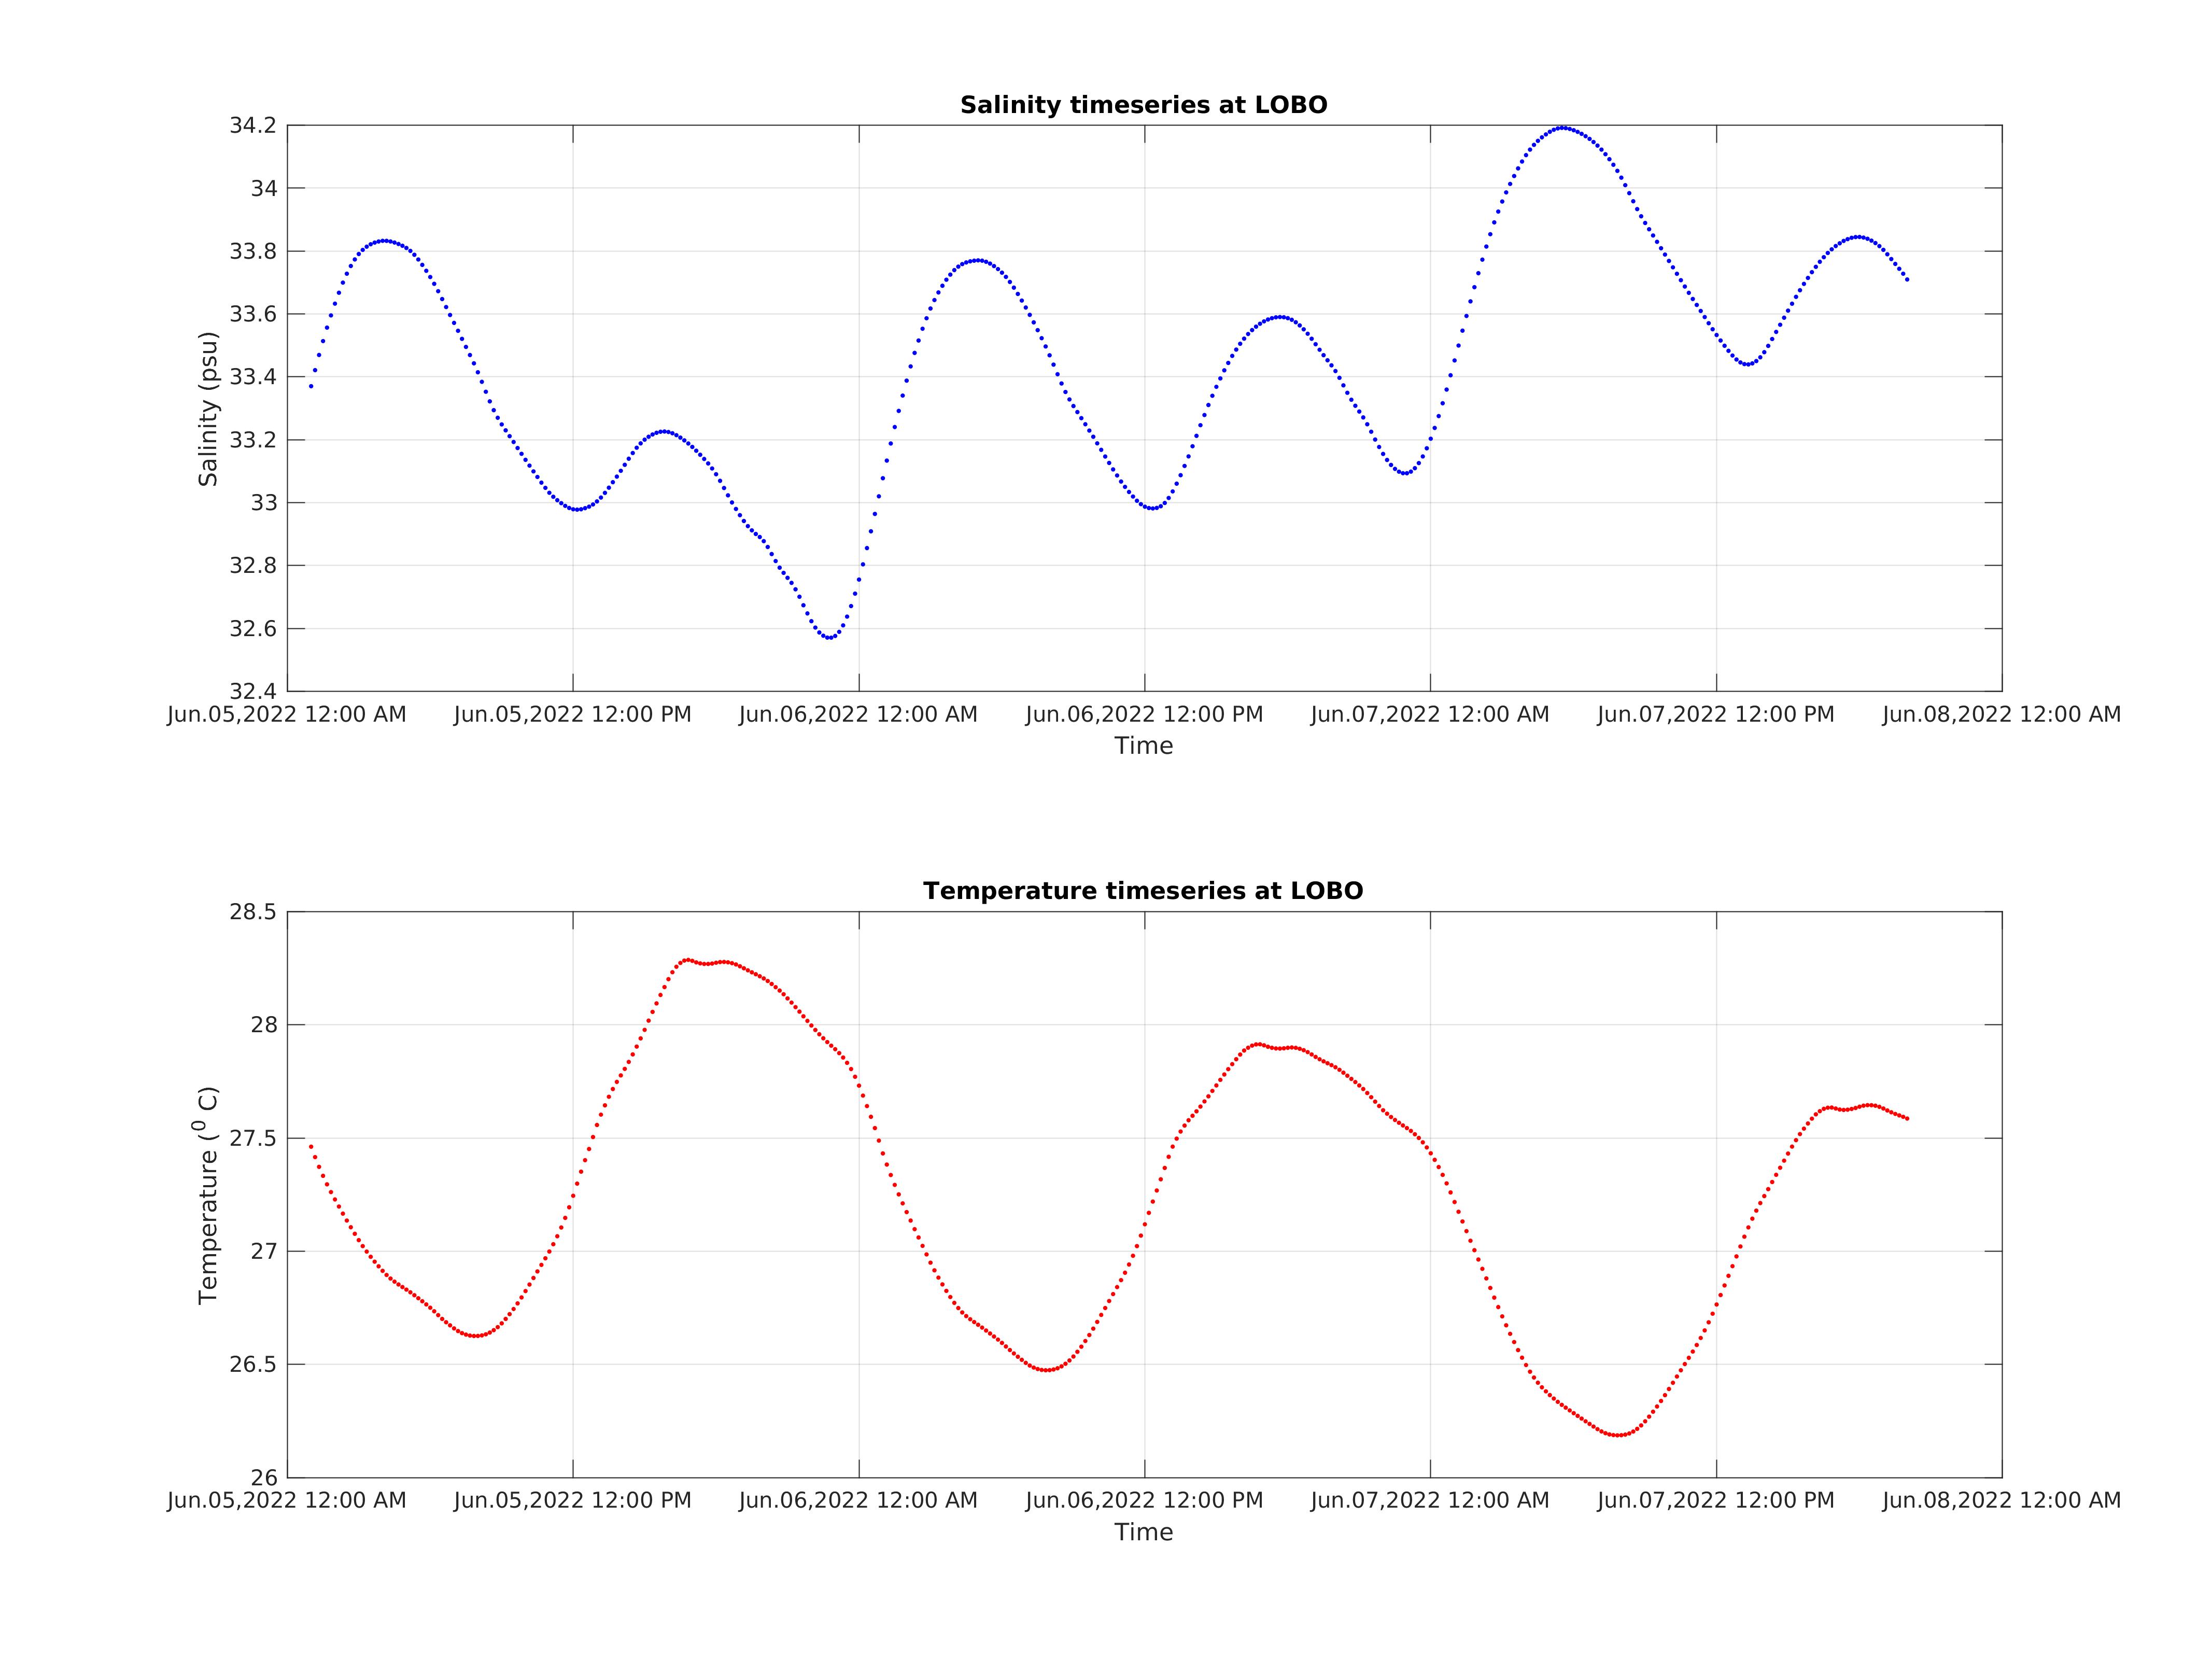 Salinity timeseries at LOBO
34.2
34
33.8
33.6
33.4
33.2
33
32.8
32.6
32.4
Salinity (psu)
Jun.05,2022 12:00 AM Jun.05,2022 12:00 PM Jun.06,2022 12:00 AM Jun.06,2022 12:00 PM Jun.07,2022 12:00 AM Jun.07,2022 12:00 PM Jun.08,2022 12:00 AM
Time
Temperature timeseries at LOBO
28.5
28
27.5
27
26.5
26
Temperature (⁰ C)
Jun.05,2022 12:00 AM Jun.05,2022 12:00 PM Jun.06,2022 12:00 AM Jun.06,2022 12:00 PM Jun.07,2022 12:00 AM Jun.07,2022 12:00 PM Jun.08,2022 12:00 AM
Time